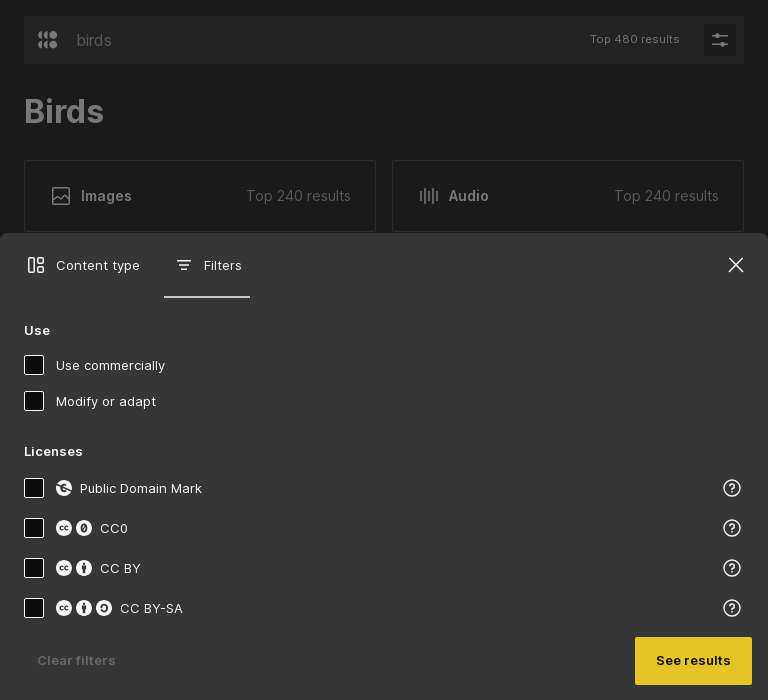 birds
Top 480 results
Birds
Images
Top 240 results
Audio
Top 240 results
Content type
Filters
Use
Use commercially
Modify or adapt
Licenses
Public Domain Mark
CC0
CC BY
CC BY-SA
Clear filters
See results